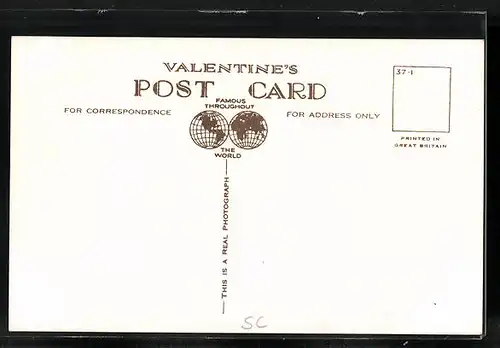 VALENTINE'S
POST CARD
FAMOUS
THROUGHOUT
THE
WORLD
FOR CORRESPONDENCE
FOR ADDRESS ONLY
37-1
PRINTED IN
GREAT BRITAIN
THIS IS A REAL PHOTOGRAPH
SC